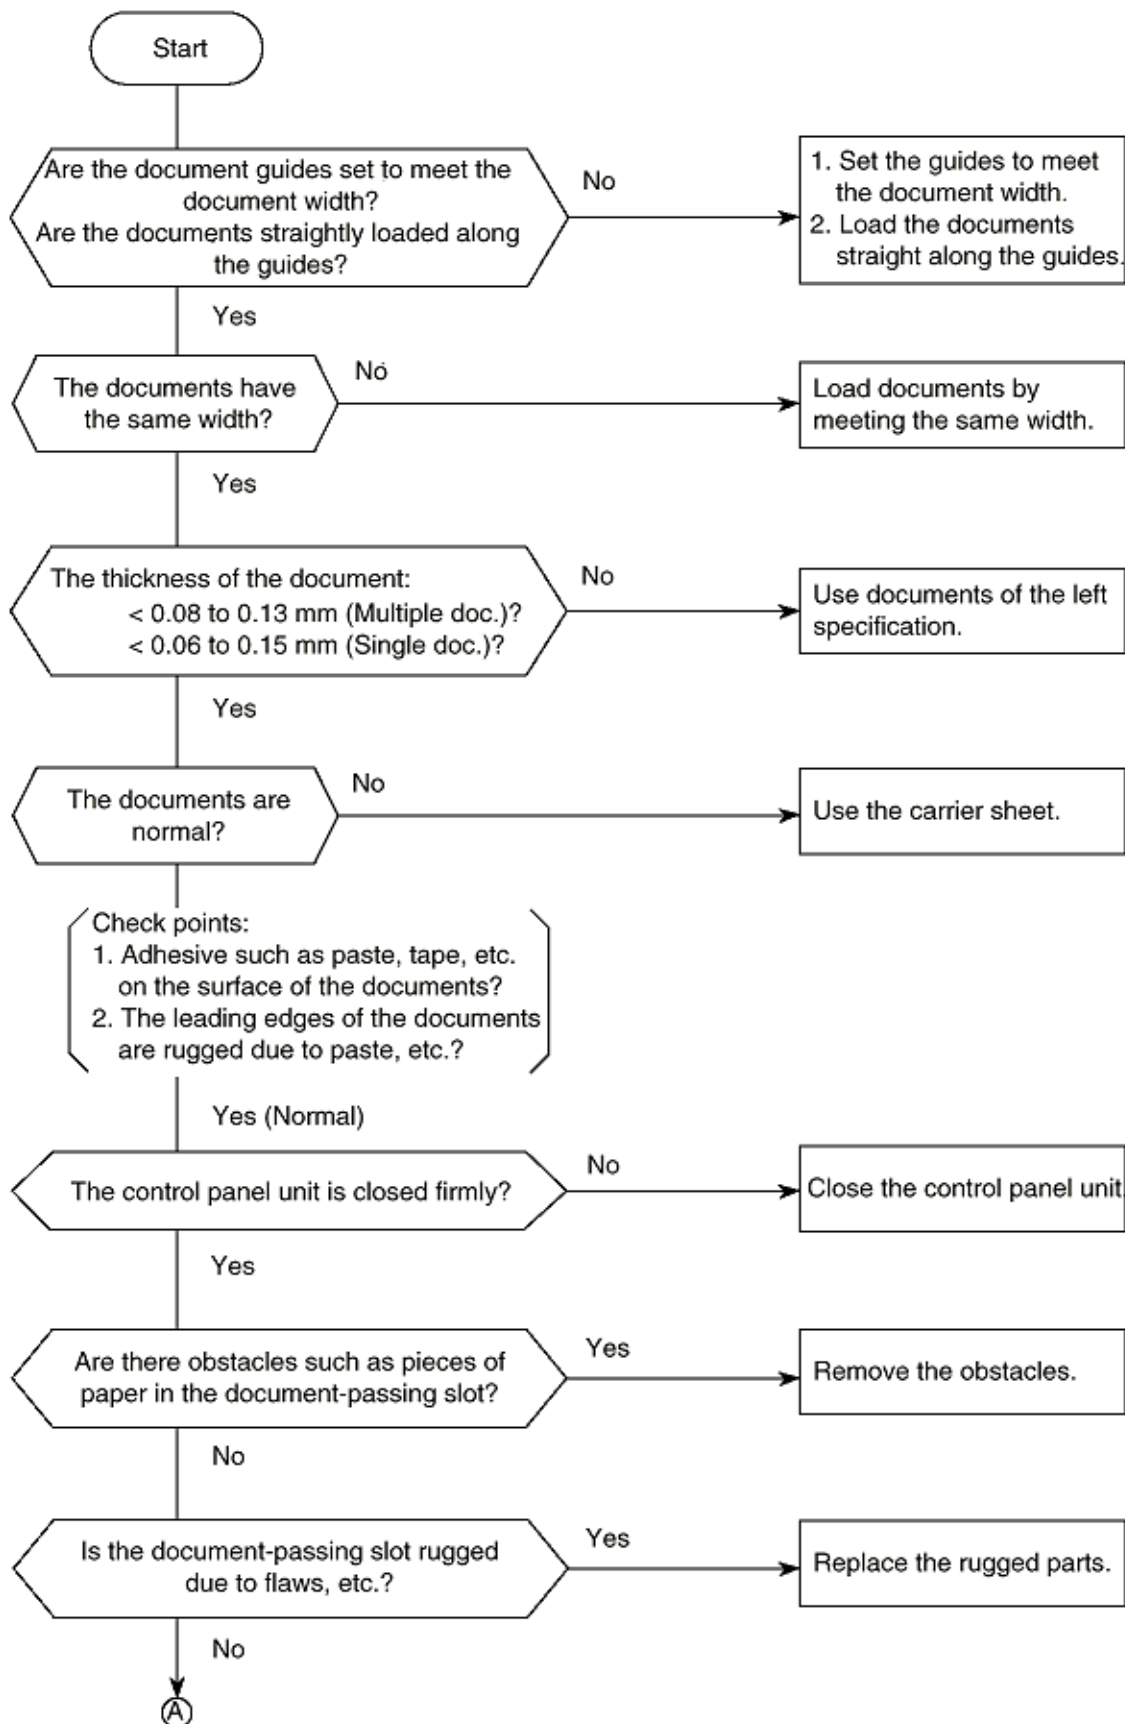 Start
Are the document guides set to meet the
document width?
Are the documents straightly loaded along
the guides?
No
1. Set the guides to meet
the document width.
2. Load the documents
straight along the guides.
Yes
The documents have
the same width?
No
Load documents by
meeting the same width.
Yes
The thickness of the document:
< 0.08 to 0.13 mm (Multiple doc.)?
< 0.06 to 0.15 mm (Single doc.)?
No
Use documents of the left
specification.
Yes
The documents are
normal?
No
Use the carrier sheet.
Check points:
1. Adhesive such as paste, tape, etc.
on the surface of the documents?
2. The leading edges of the documents
are rugged due to paste, etc.?
Yes (Normal)
The control panel unit is closed firmly?
No
Close the control panel unit.
Yes
Are there obstacles such as pieces of
paper in the document-passing slot?
Yes
Remove the obstacles.
No
Is the document-passing slot rugged
due to flaws, etc.?
Yes
Replace the rugged parts.
No
A